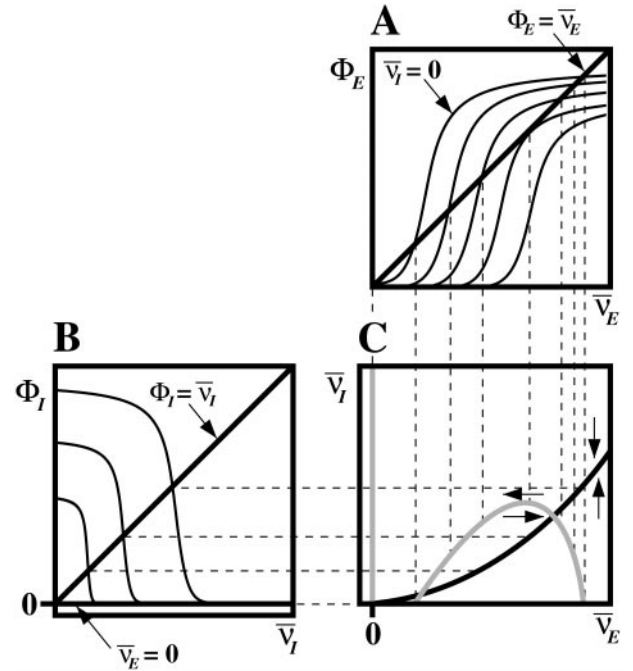 A
Φ_E = ν̄_E
Φ_E
ν̄_I = 0
ν̄_E
B
C
Φ_I
Φ_I = ν̄_I
ν̄_I
0
ν̄_E = 0
ν̄_I
0
ν̄_E